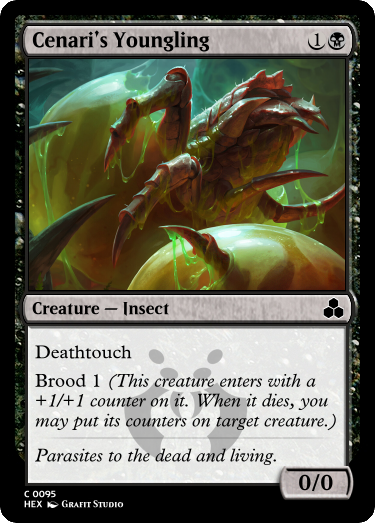 Cenari's Youngling 1
Creature — Insect
Deathtouch
Brood 1 (This creature enters with a
+1/+1 counter on it. When it dies, you
may put its counters on target creature.)
Parasites to the dead and living.
0/0
C 0095
HEX Grafit Studio